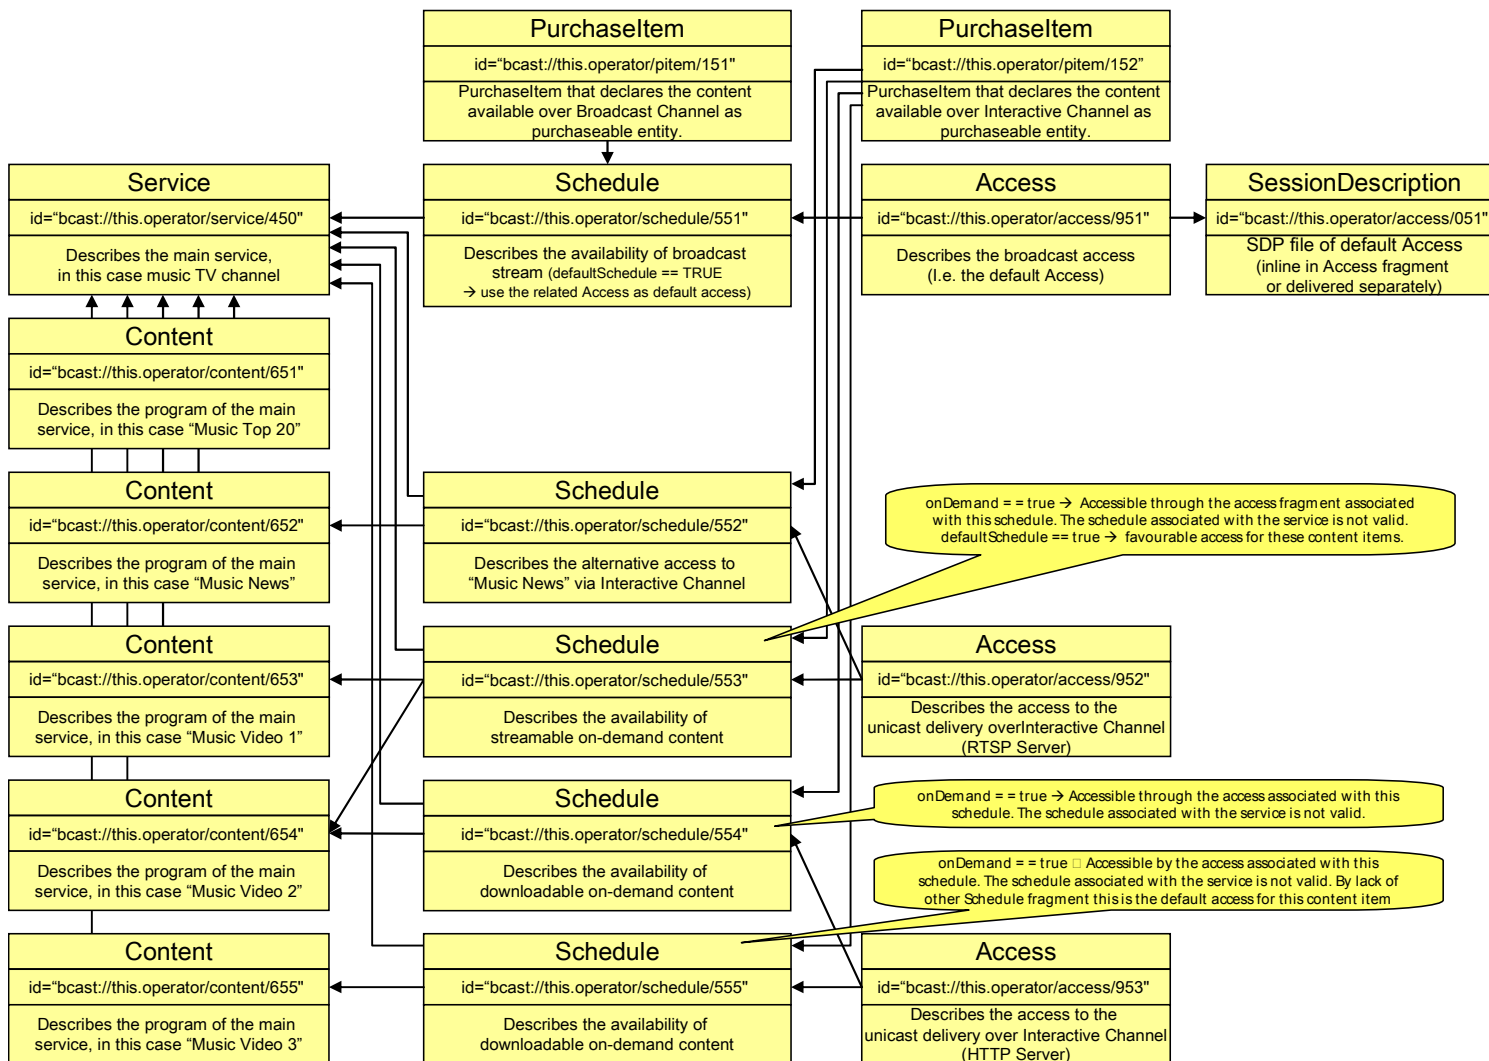 PurchaseItem
id=“bcast://this.operator/pitem/151"
PurchaseItem that declares the content
available over Broadcast Channel as
purchaseable entity.
PurchaseItem
id=“bcast://this.operator/pitem/152”
PurchaseItem that declares the content
available over Interactive Channel as
purchaseable entity.
Service
id=“bcast://this.operator/service/450"
Describes the main service,
in this case music TV channel
Schedule
id=“bcast://this.operator/schedule/551"
Describes the availability of broadcast
stream (defaultSchedule == TRUE
→ use the related Access as default access)
Access
id=“bcast://this.operator/access/951"
Describes the broadcast access
(I.e. the default Access)
SessionDescription
id=“bcast://this.operator/access/051"
SDP file of default Access
(inline in Access fragment
or delivered separately)
Content
id=“bcast://this.operator/content/651"
Describes the program of the main
service, in this case “Music Top 20”
Content
id=“bcast://this.operator/content/652"
Describes the program of the main
service, in this case “Music News”
Schedule
id=“bcast://this.operator/schedule/552"
Describes the alternative access to
“Music News” via Interactive Channel
onDemand == true → Accessible through the access fragment associated
with this schedule. The schedule associated with the service is not valid.
defaultSchedule == true → favourable access for these content items.
Content
id=“bcast://this.operator/content/653"
Describes the program of the main
service, in this case “Music Video 1”
Schedule
id=“bcast://this.operator/schedule/553"
Describes the availability of
streamable on-demand content
Access
id=“bcast://this.operator/access/952"
Describes the access to the
unicast delivery overInteractive Channel
(RTSP Server)
Content
id=“bcast://this.operator/content/654"
Describes the program of the main
service, in this case “Music Video 2”
Schedule
id=“bcast://this.operator/schedule/554"
Describes the availability of
downloadable on-demand content
onDemand == true → Accessible through the access associated with this
schedule. The schedule associated with the service is not valid.
onDemand == true □ Accessible by the access associated with this
schedule. The schedule associated with the service is not valid. By lack of
other Schedule fragment this is the default access for this content item
Content
id=“bcast://this.operator/content/655"
Describes the program of the main
service, in this case “Music Video 3”
Schedule
id=“bcast://this.operator/schedule/555"
Describes the availability of
downloadable on-demand content
Access
id=“bcast://this.operator/access/953"
Describes the access to the
unicast delivery over Interactive Channel
(HTTP Server)